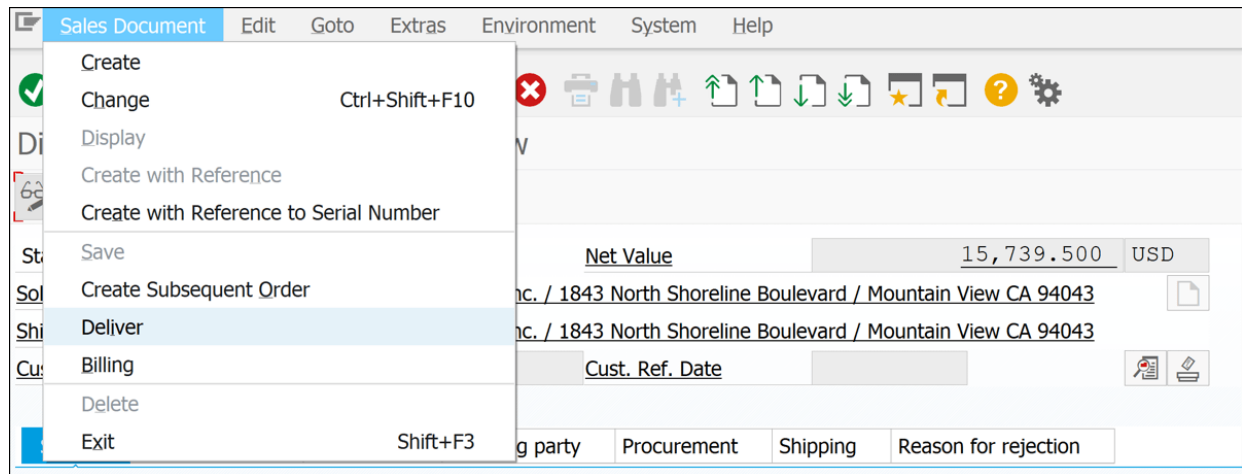 Sales Document Edit Goto Extras Environment System Help
Create
Change Ctrl+Shift+F10
Display
Create with Reference
Create with Reference to Serial Number
Save
Net Value 15,739.500 USD
Create Subsequent Order
/ 1843 North Shoreline Boulevard / Mountain View CA 94043
Deliver
/ 1843 North Shoreline Boulevard / Mountain View CA 94043
Billing
Cust. Ref. Date
Delete
Exit Shift+F3
party Procurement Shipping Reason for rejection